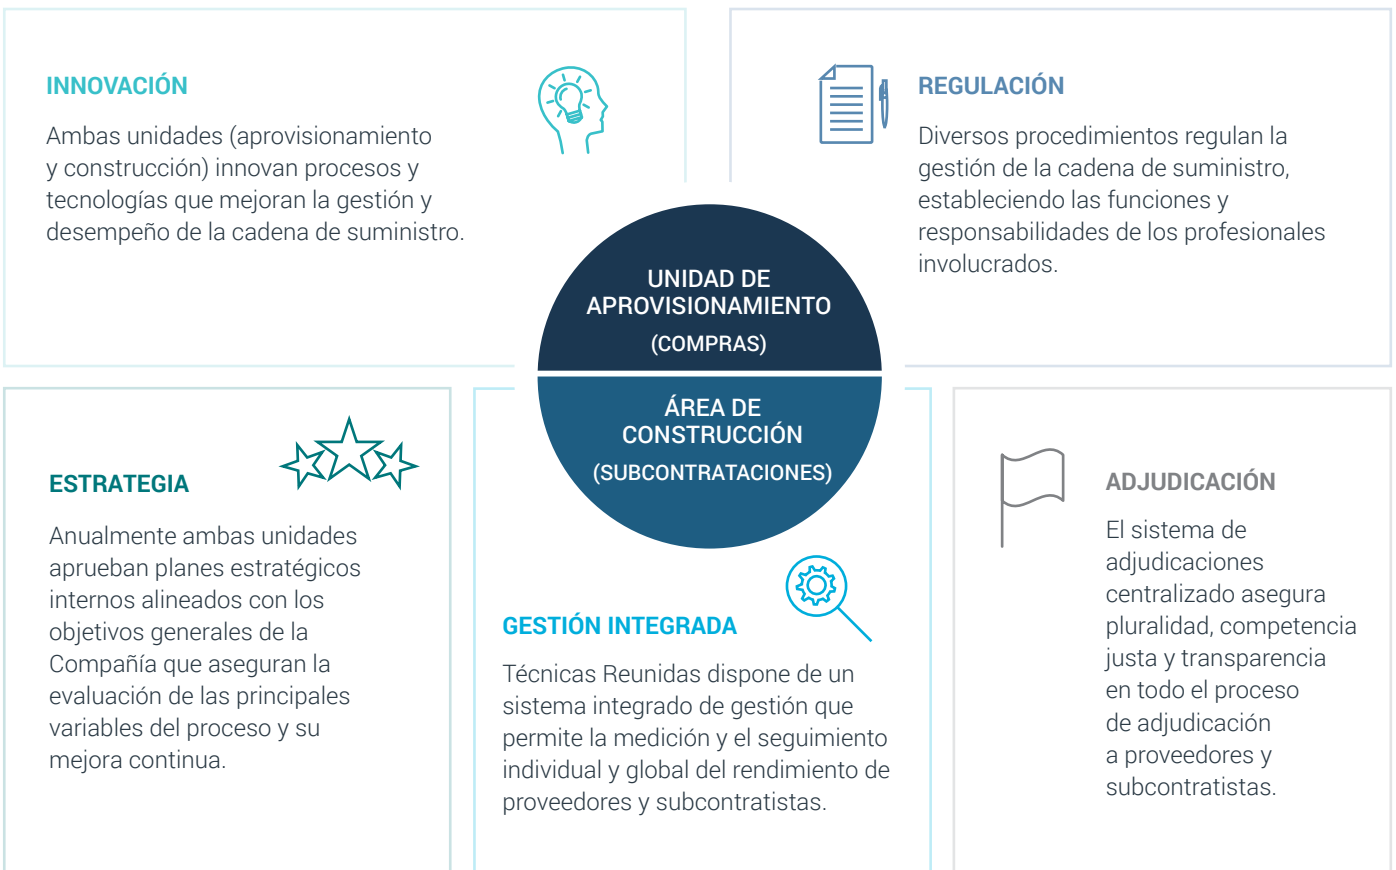 INNOVACIÓN
Ambas unidades (aprovisionamiento
y construcción) innovan procesos y
tecnologías que mejoran la gestión y
desempeño de la cadena de suministro.
REGULACIÓN
Diversos procedimientos regulan la
gestión de la cadena de suministro,
estableciendo las funciones y
responsabilidades de los profesionales
involucrados.
UNIDAD DE
APROVISIONAMIENTO
(COMPRAS)
ÁREA DE
CONSTRUCCIÓN
(SUBCONTRATACIONES)
ESTRATEGIA
Anualmente ambas unidades
aprueban planes estratégicos
internos alineados con los
objetivos generales de la
Compañía que aseguran la
evaluación de las principales
variables del proceso y su
mejora continua.
GESTIÓN INTEGRADA
Técnicas Reunidas dispone de un
sistema integrado de gestión que
permite la medición y el seguimiento
individual y global del rendimiento de
proveedores y subcontratistas.
ADJUDICACIÓN
El sistema de
adjudicaciones
centralizado asegura
pluralidad, competencia
justa y transparencia
en todo el proceso
de adjudicación
a proveedores y
subcontratistas.